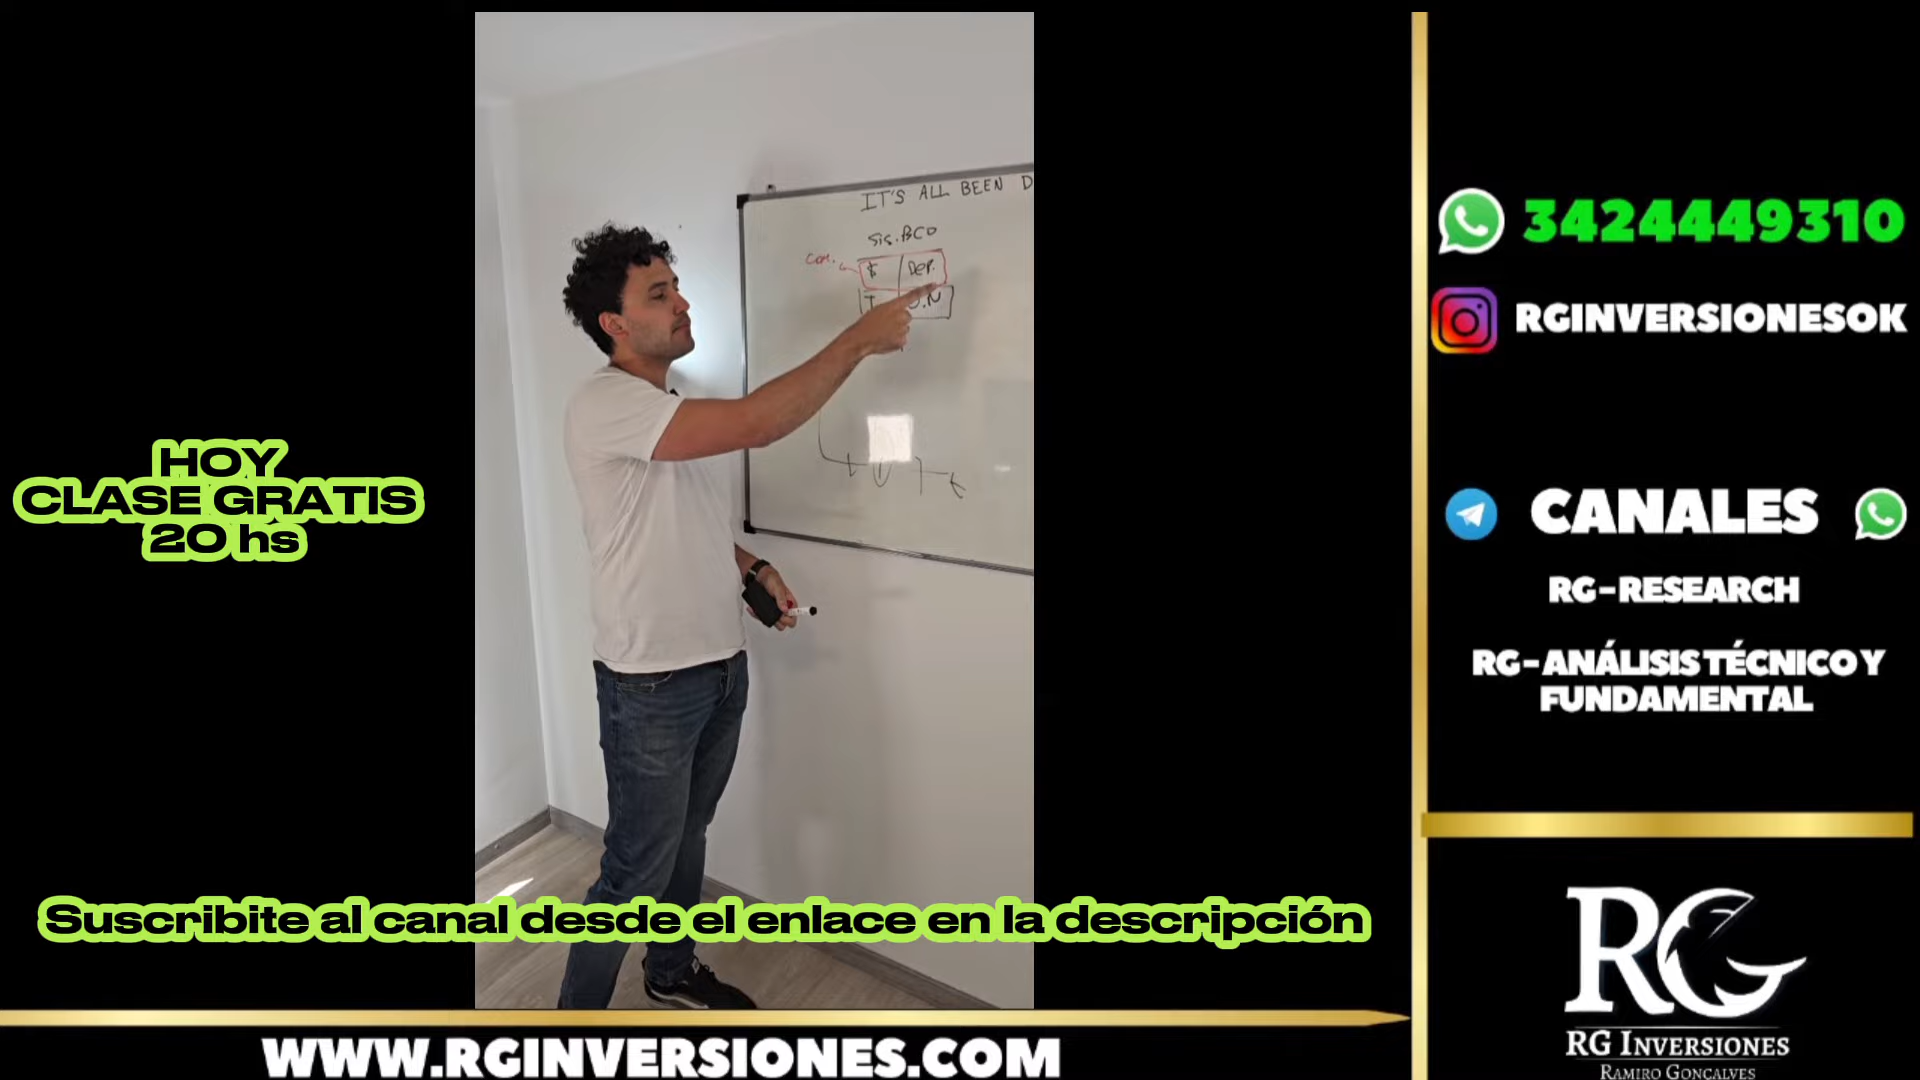 HOY
CLASE GRATIS
20 hs
IT'S ALL BEEN D
SIS.BCO
COM.
$ DEP.
T
.N
Suscribite al canal desde el enlace en la descripción
WWW.RGINVERSIONES.COM
3424449310
RGINVERSIONESOK
CANALES
RG-RESEARCH
RG-ANÁLISIS TÉCNICO Y
FUNDAMENTAL
RG
RG INVERSIONES
RAMIRO GONCALVES